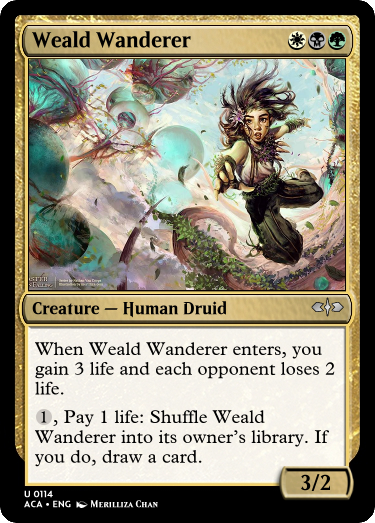 Weald Wanderer
Creature — Human Druid
When Weald Wanderer enters, you
gain 3 life and each opponent loses 2
life.
1, Pay 1 life: Shuffle Weald
Wanderer into its owner's library. If
you do, draw a card.
3/2
U 0114
ACA • ENG Merilliza Chan